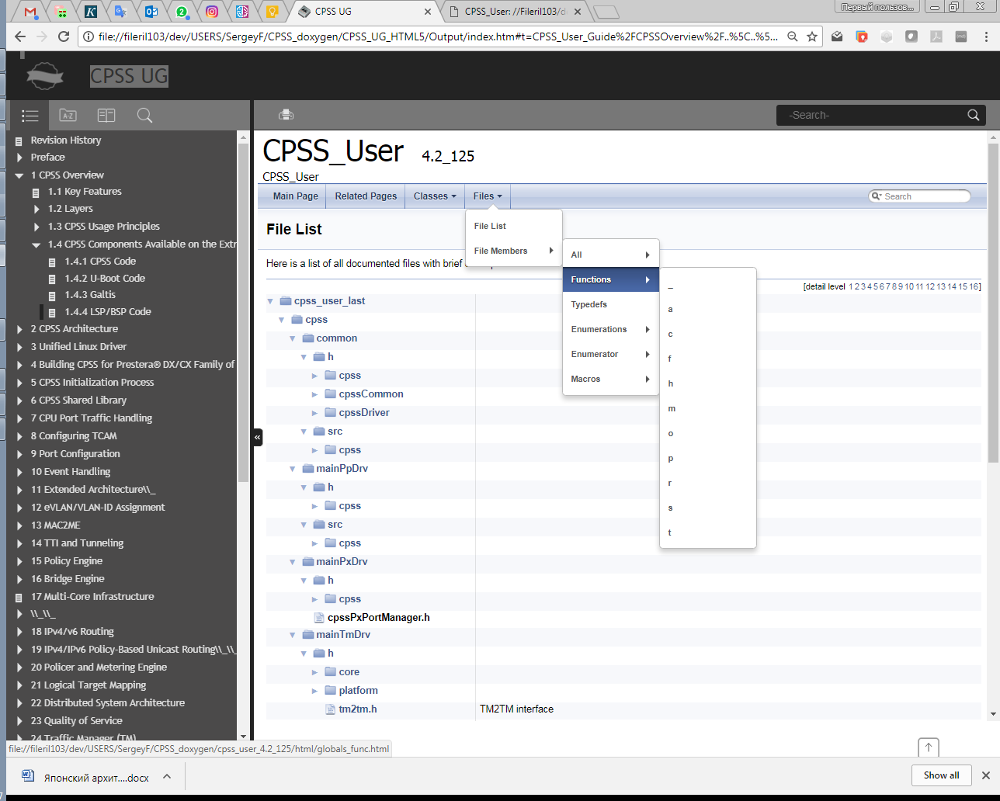 CPSS UG
CPSS_User: //Fileril103/d
Первый пользов...
file://fileril103/dev/USERS/SergeyF/CPSS_doxygen/CPSS_UG_HTML5/Output/index.htm#t=CPSS_User_Guide%2FCPSSOverview%2F..%5C..%5...
CPSS UG
A-Z
-Search-
Revision History
Preface
1 CPSS Overview
1.1 Key Features
1.2 Layers
1.3 CPSS Usage Principles
1.4 CPSS Components Available on the Extr
1.4.1 CPSS Code
1.4.2 U-Boot Code
1.4.3 Galtis
1.4.4 LSP/BSP Code
2 CPSS Architecture
3 Unified Linux Driver
4 Building CPSS for Prestera® DX/CX Family of
5 CPSS Initialization Process
6 CPSS Shared Library
7 CPU Port Traffic Handling
8 Configuring TCAM
9 Port Configuration
10 Event Handling
11 Extended Architecture\\_
12 eVLAN/VLAN-ID Assignment
13 MAC2ME
14 TTI and Tunneling
15 Policy Engine
16 Bridge Engine
17 Multi-Core Infrastructure
\\_\\_
18 IPv4/v6 Routing
19 IPv4/IPv6 Policy-Based Unicast Routing\\_\\_
20 Policer and Metering Engine
21 Logical Target Mapping
22 Distributed System Architecture
23 Quality of Service
24 Traffic Manager (TM)
CPSS_User 4.2_125
CPSS_User
Main Page Related Pages Classes Files
Search
File List
Here is a list of all documented files with brief
[detail level 1 2 3 4 5 6 7 8 9 10 11 12 13 14 15 16]
File List
File Members
All
Functions
Typedefs
Enumerations
Enumerator
Macros
_
a
c
f
h
m
o
p
r
s
t
cpss_user_last
cpss
common
h
cpss
cpssCommon
cpssDriver
src
cpss
mainPpDrv
h
cpss
src
cpss
mainPxDrv
h
cpss
cpssPxPortManager.h
mainTmDrv
h
core
platform
tm2tm.h TM2TM interface
file://fileril103/dev/USERS/SergeyF/CPSS_doxygen/cpss_user_4.2_125/html/globals_func.html
Японский архит....docx
Show all